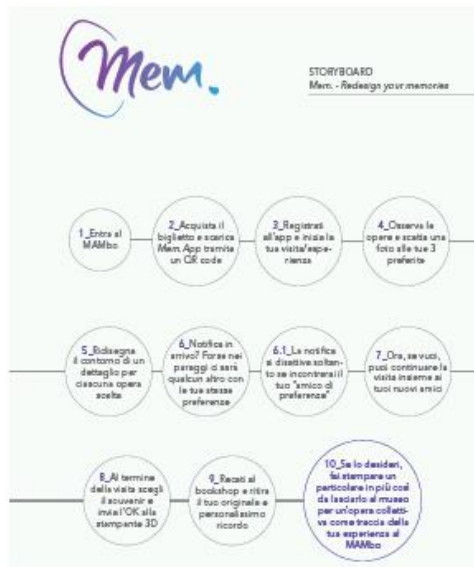 Mem.
STORYBOARD
Mem. - Redesign your memories
1_Entra al
MAMbo
2_Acquista il
biglietto e scarica
Mem. App tramite
un QR code
3_Registrati
all'app e inizia la
tua visita/espe-
rienza
4_Osserva le
opere e scatta una
foto alle tue 3
preferite
5_Ridisegna
il contorno di un
dettaglio per
ciascuna opera
scelta
6_Notifica in
arrivo? Forse nei
paraggi ci sarà
qualcun altro con
le tue stesse
preferenze
6.1_La notifica
si disattiva soltan-
to se incontrerai il
tuo "amico di
preferenze"
7_Ora, se vuoi,
puoi continuare la
visita insieme ai
tuoi nuovi amici
8_Al termine
della visita scegli
il souvenir e
invia l'OK alla
stampante 3D
9_Recati al
bookshop e ritira
il tuo originale e
personalissimo
ricordo
10_Se lo desideri,
fai stampare un
particolare in più così
da lasciarlo al museo
per un'opera colletti-
va come traccia della
tua esperienza al
MAMbo